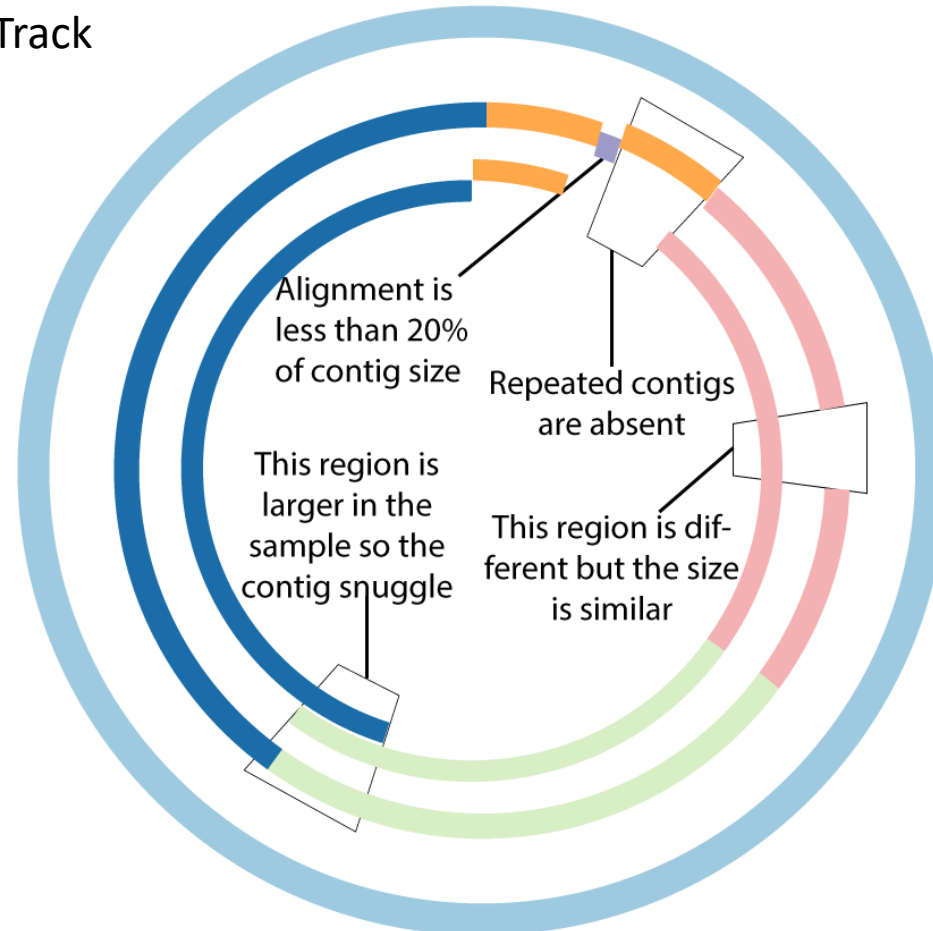 Track
Alignment is
less than 20%
of contig size
Repeated contigs
are absent
This region is
larger in the
sample so the
contig snuggle
This region is dif-
ferent but the size
is similar